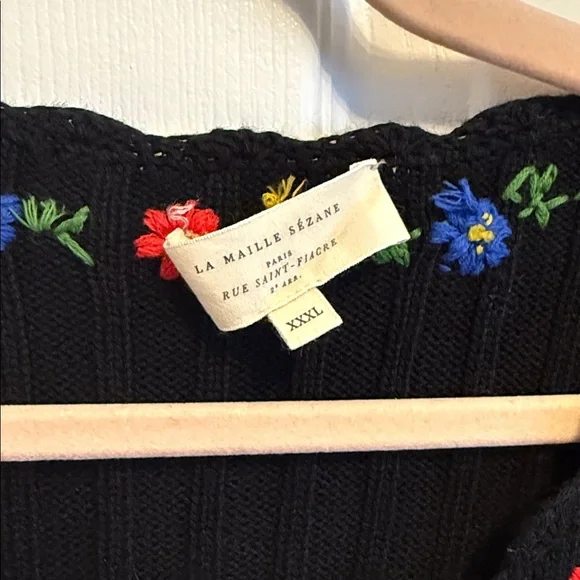 LA MAILLE SÉZANE
PARIS
RUE SAINT-FIACRE
2ᵉ ARR.
XXXL